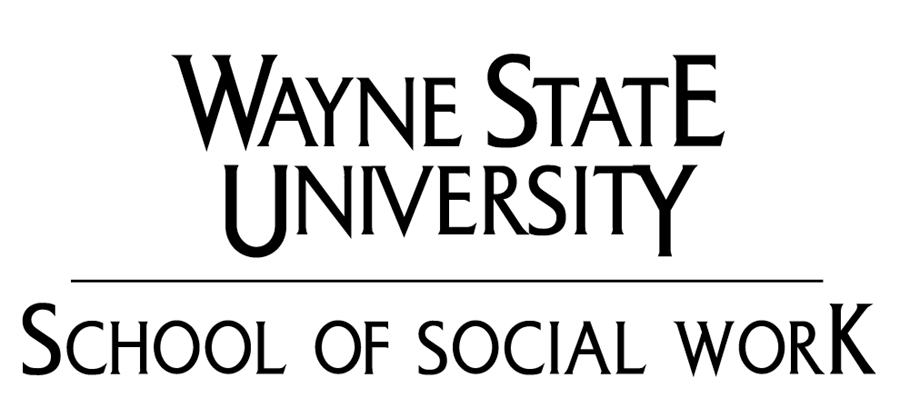 WAYNE STATE
UNIVERSITY
SCHOOL OF SOCIAL WORK